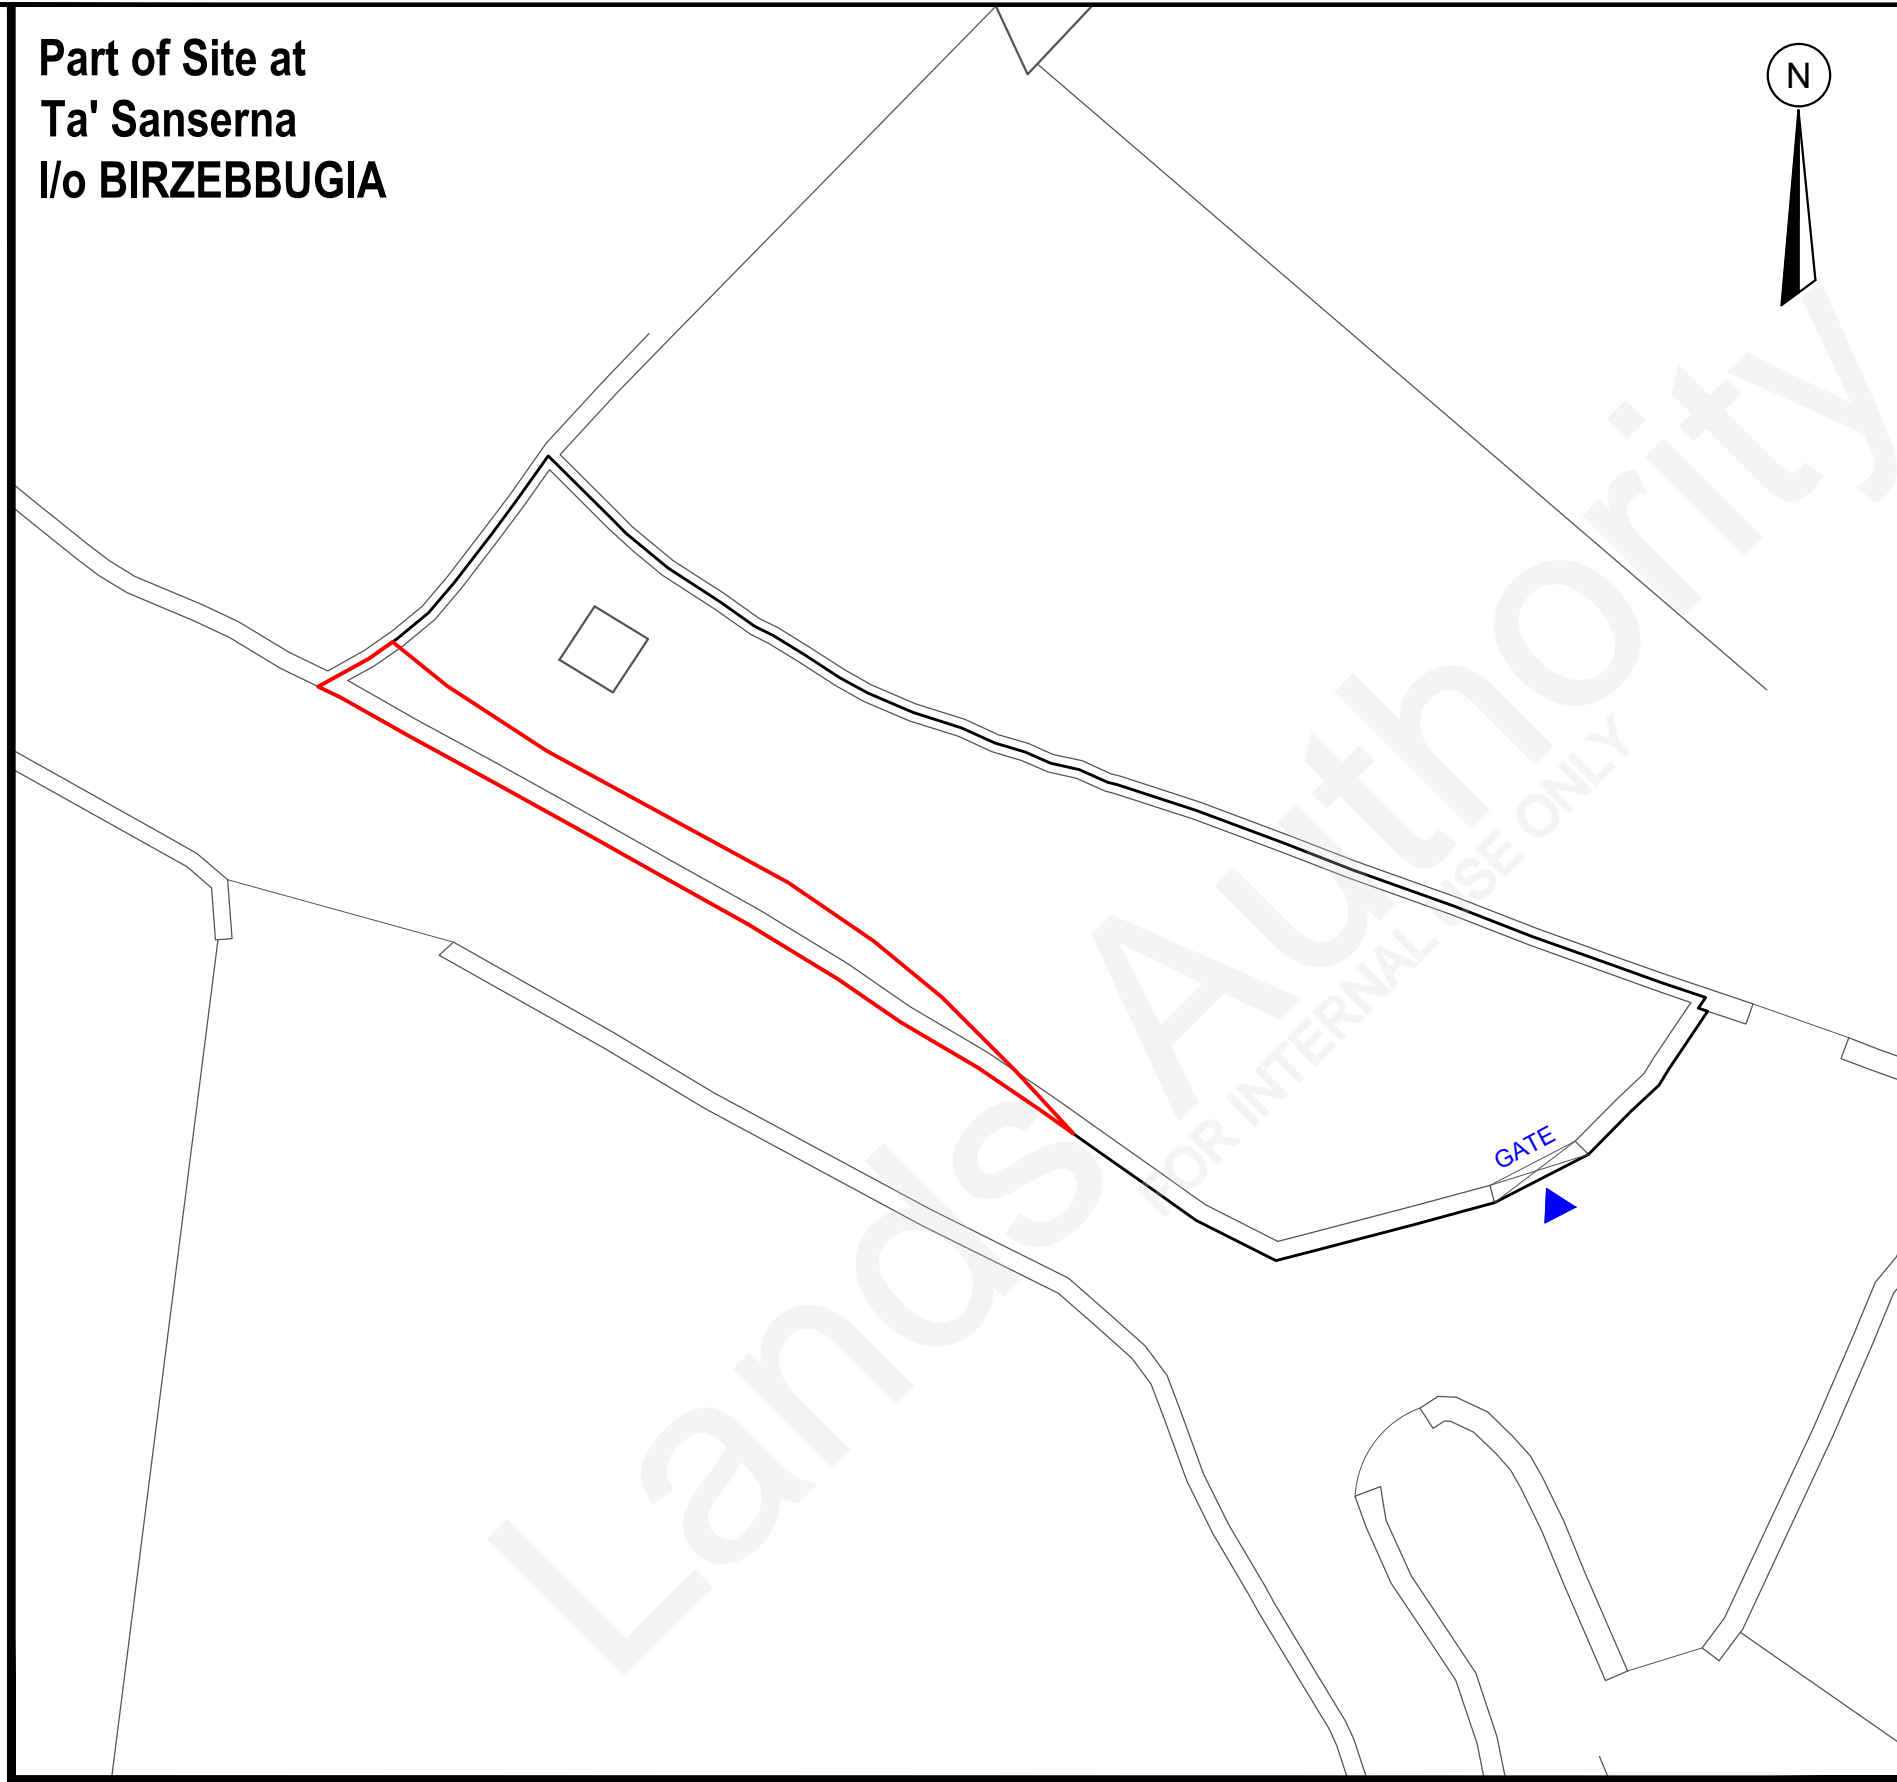 Part of Site at
Ta' Sanserna
l/o BIRZEBBUGIA
N
GATE
Lands Authority
FOR INTERNAL USE ONLY